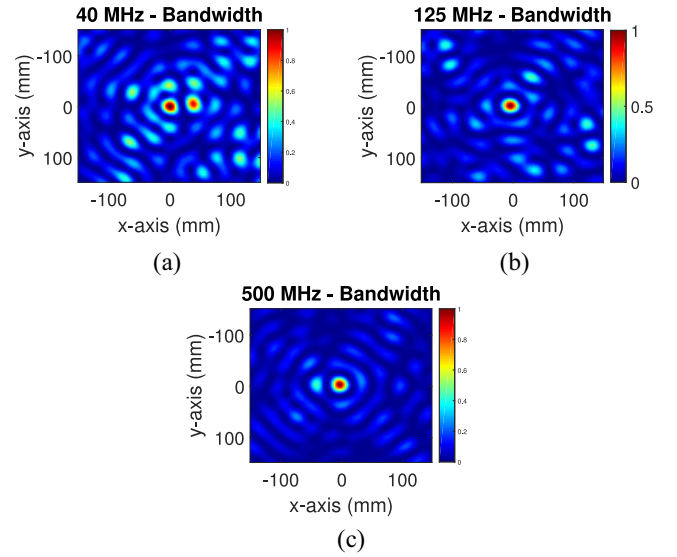 40 MHz - Bandwidth
-100
0
100
y-axis (mm)
-100 0 100
x-axis (mm)
1
0.8
0.6
0.4
0.2
0
(a)
125 MHz - Bandwidth
-100
0
100
y-axis (mm)
-100 0 100
x-axis (mm)
1
0.5
0
(b)
500 MHz - Bandwidth
-100
0
100
y-axis (mm)
-100 0 100
x-axis (mm)
1
0.8
0.6
0.4
0.2
0
(c)